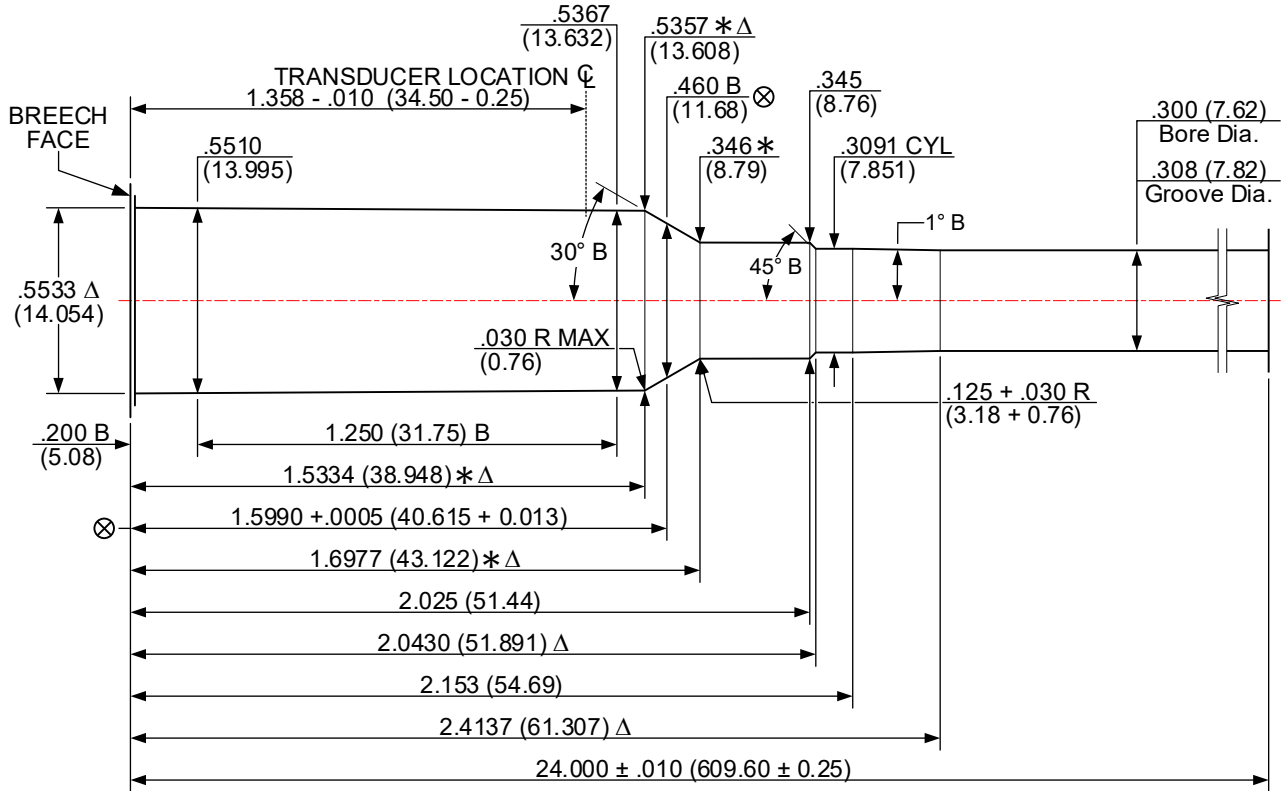 .5367
(13.632)
.5357 * Δ
(13.608)
TRANSDUCER LOCATION ℄
1.358 - .010 (34.50 - 0.25)
.460 B ⊗
(11.68)
.345
(8.76)
BREECH
FACE
.5510
(13.995)
.346 *
(8.79)
.3091 CYL
(7.851)
.300 (7.62)
Bore Dia.
.308 (7.82)
Groove Dia.
30° B
45° B
1° B
.5533 Δ
(14.054)
.030 R MAX
(0.76)
.125 + .030 R
(3.18 + 0.76)
.200 B
(5.08)
1.250 (31.75) B
1.5334 (38.948) * Δ
⊗ 1.5990 +.0005 (40.615 + 0.013)
1.6977 (43.122) * Δ
2.025 (51.44)
2.0430 (51.891) Δ
2.153 (54.69)
2.4137 (61.307) Δ
24.000 ± .010 (609.60 ± 0.25)